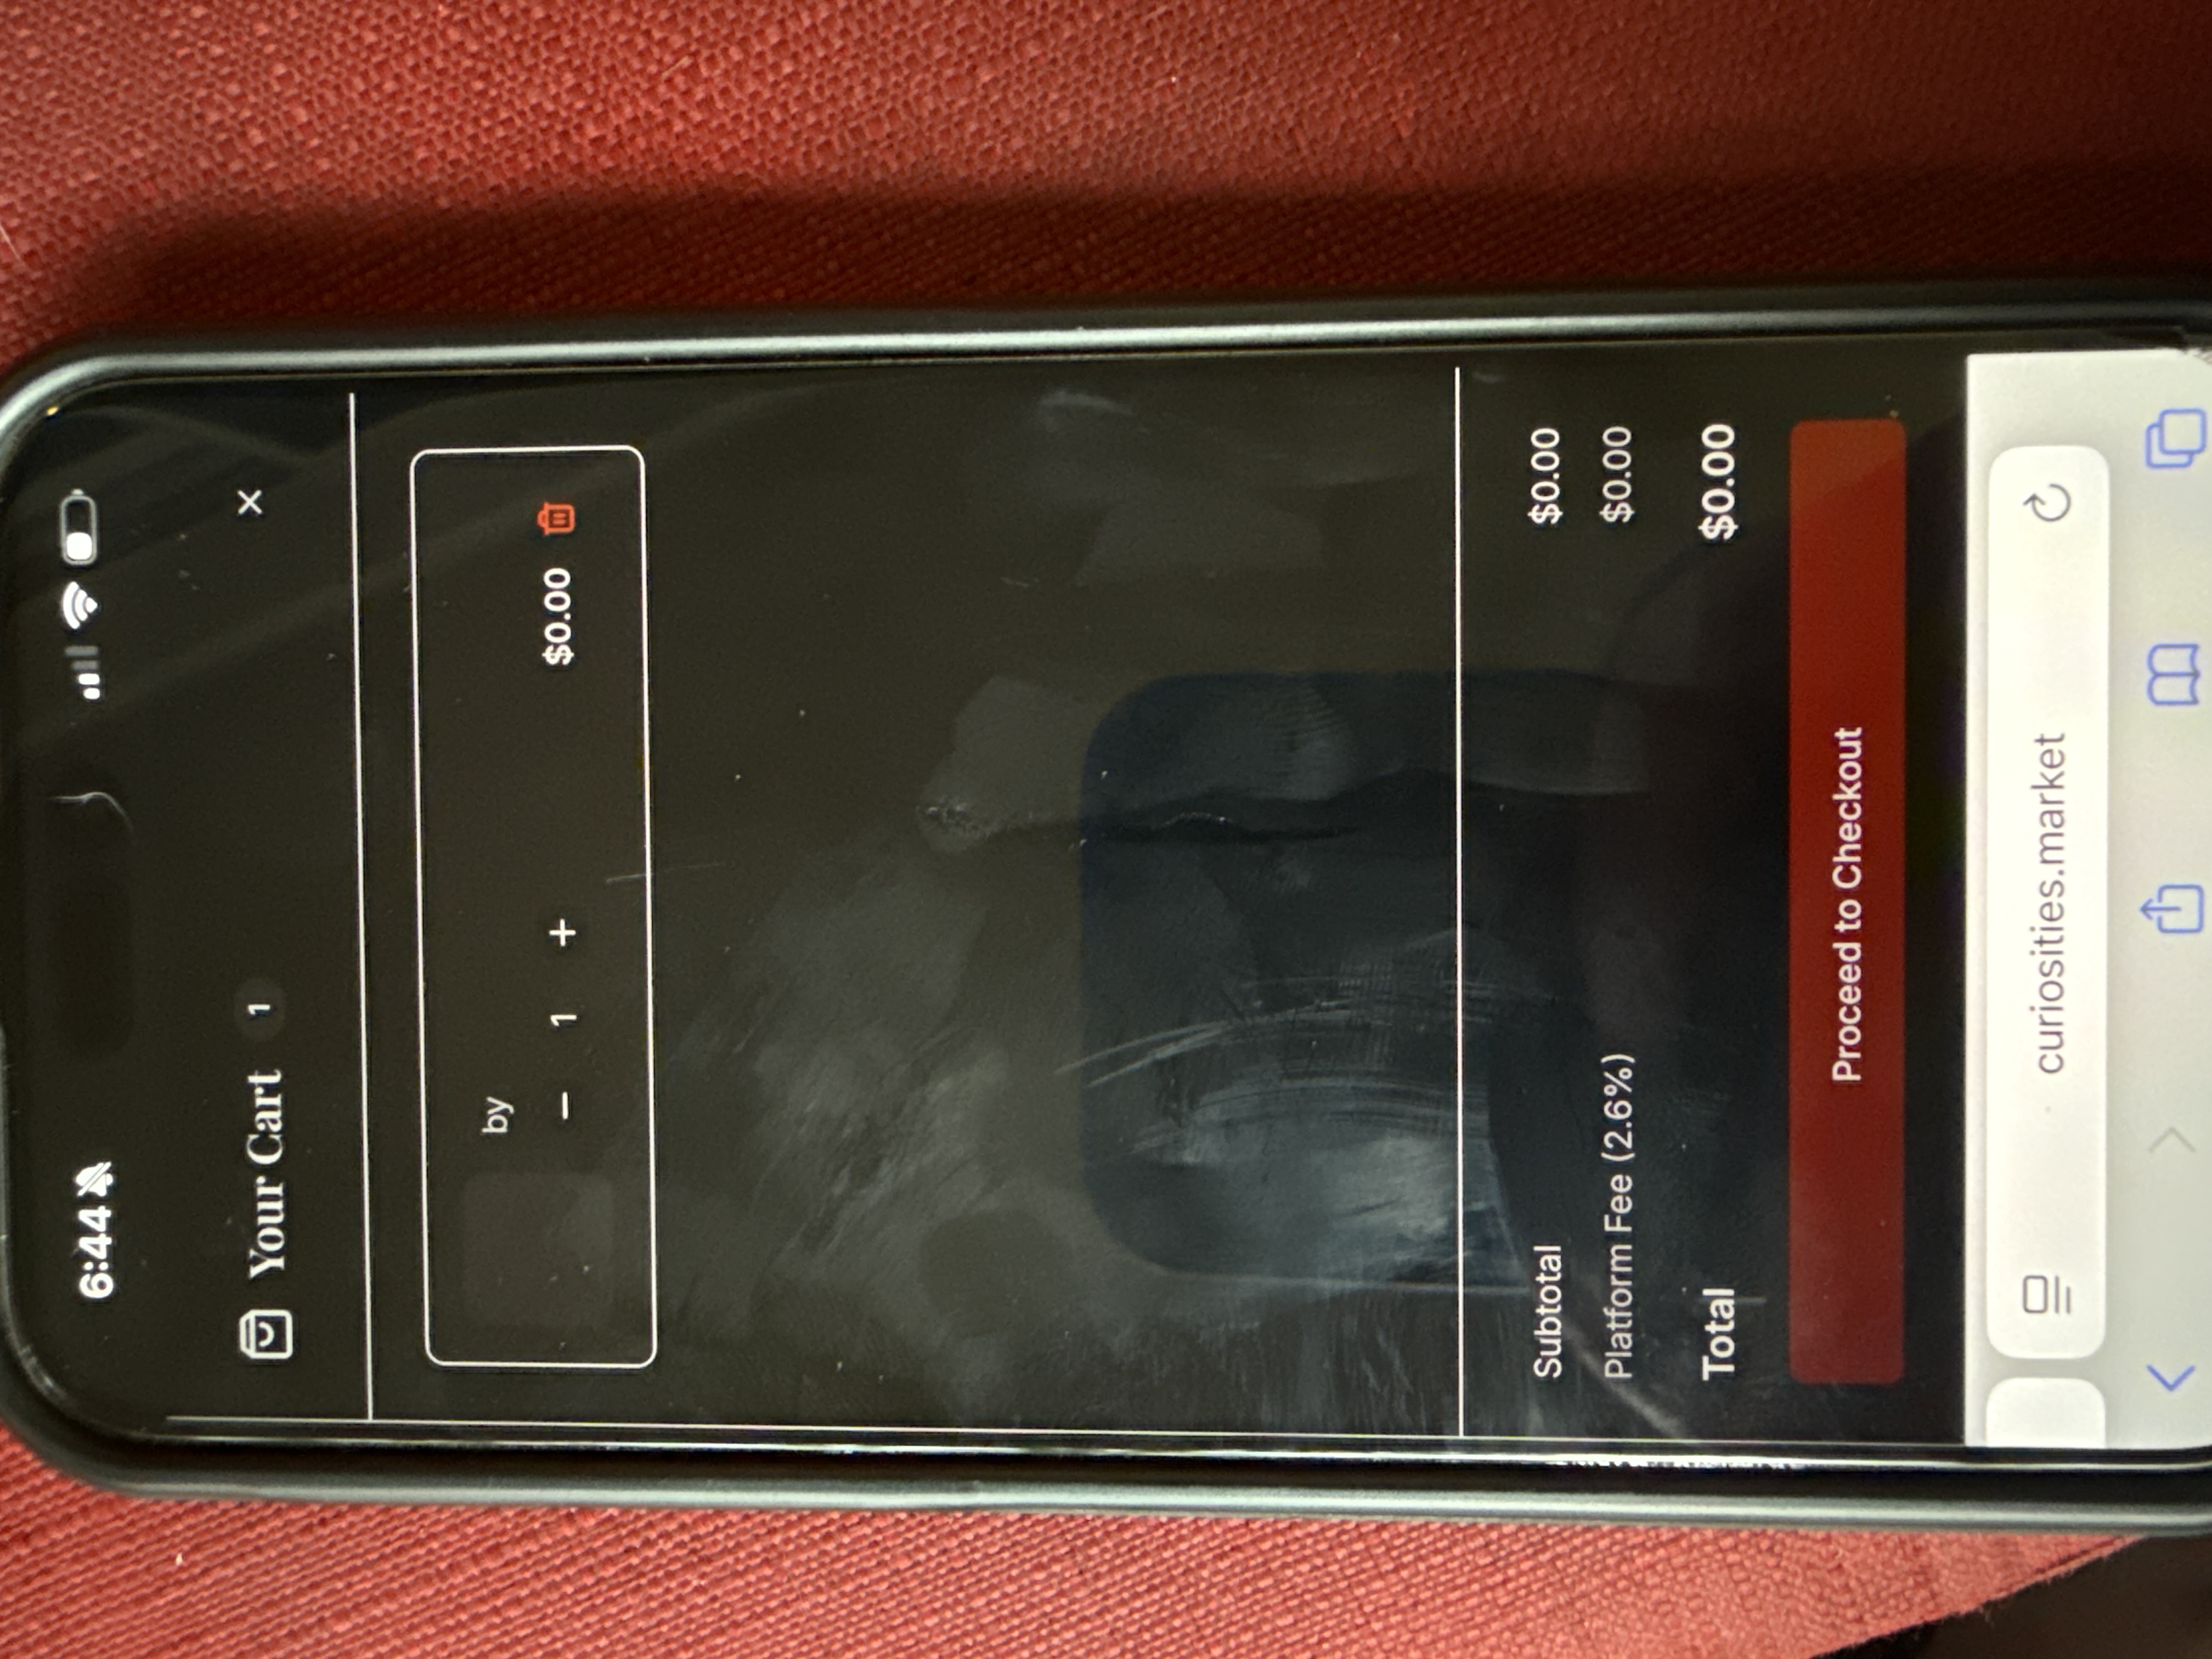 6:44
Your Cart 1
by
1
$0.00
Subtotal $0.00
Platform Fee (2.6%) $0.00
Total $0.00
Proceed to Checkout
curiosities.market